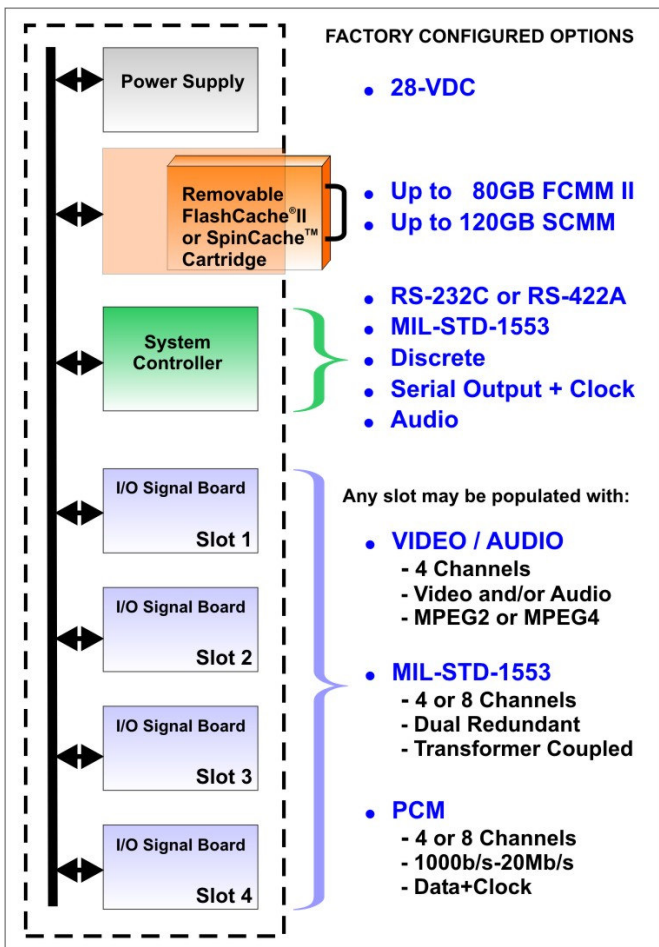 FACTORY CONFIGURED OPTIONS
Power Supply
• 28-VDC
Removable
FlashCache®II
or SpinCache™
Cartridge
• Up to 80GB FCMM II
• Up to 120GB SCMM
System
Controller
• RS-232C or RS-422A
• MIL-STD-1553
• Discrete
• Serial Output + Clock
• Audio
I/O Signal Board
Slot 1
I/O Signal Board
Slot 2
I/O Signal Board
Slot 3
I/O Signal Board
Slot 4
Any slot may be populated with:
• VIDEO / AUDIO
- 4 Channels
- Video and/or Audio
- MPEG2 or MPEG4
• MIL-STD-1553
- 4 or 8 Channels
- Dual Redundant
- Transformer Coupled
• PCM
- 4 or 8 Channels
- 1000b/s-20Mb/s
- Data+Clock